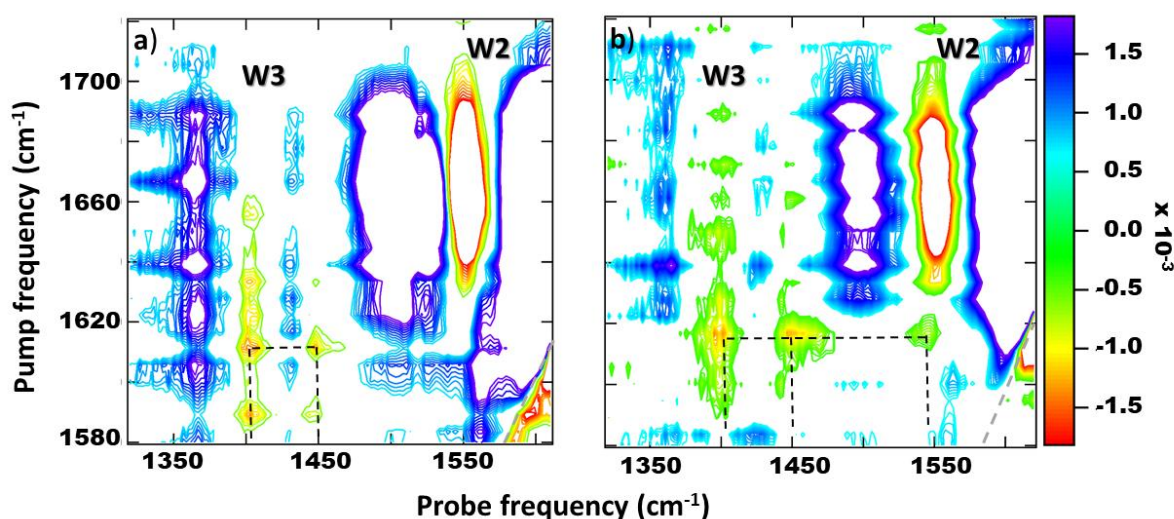 a)
W3
W2
b)
W3
W2
1700
1660
1620
1580
1350
1450
1550
1350
1450
1550
1.5
1.0
0.5
0.0
-0.5
-1.0
-1.5
x 10⁻³
Pump frequency (cm⁻¹)
Probe frequency (cm⁻¹)